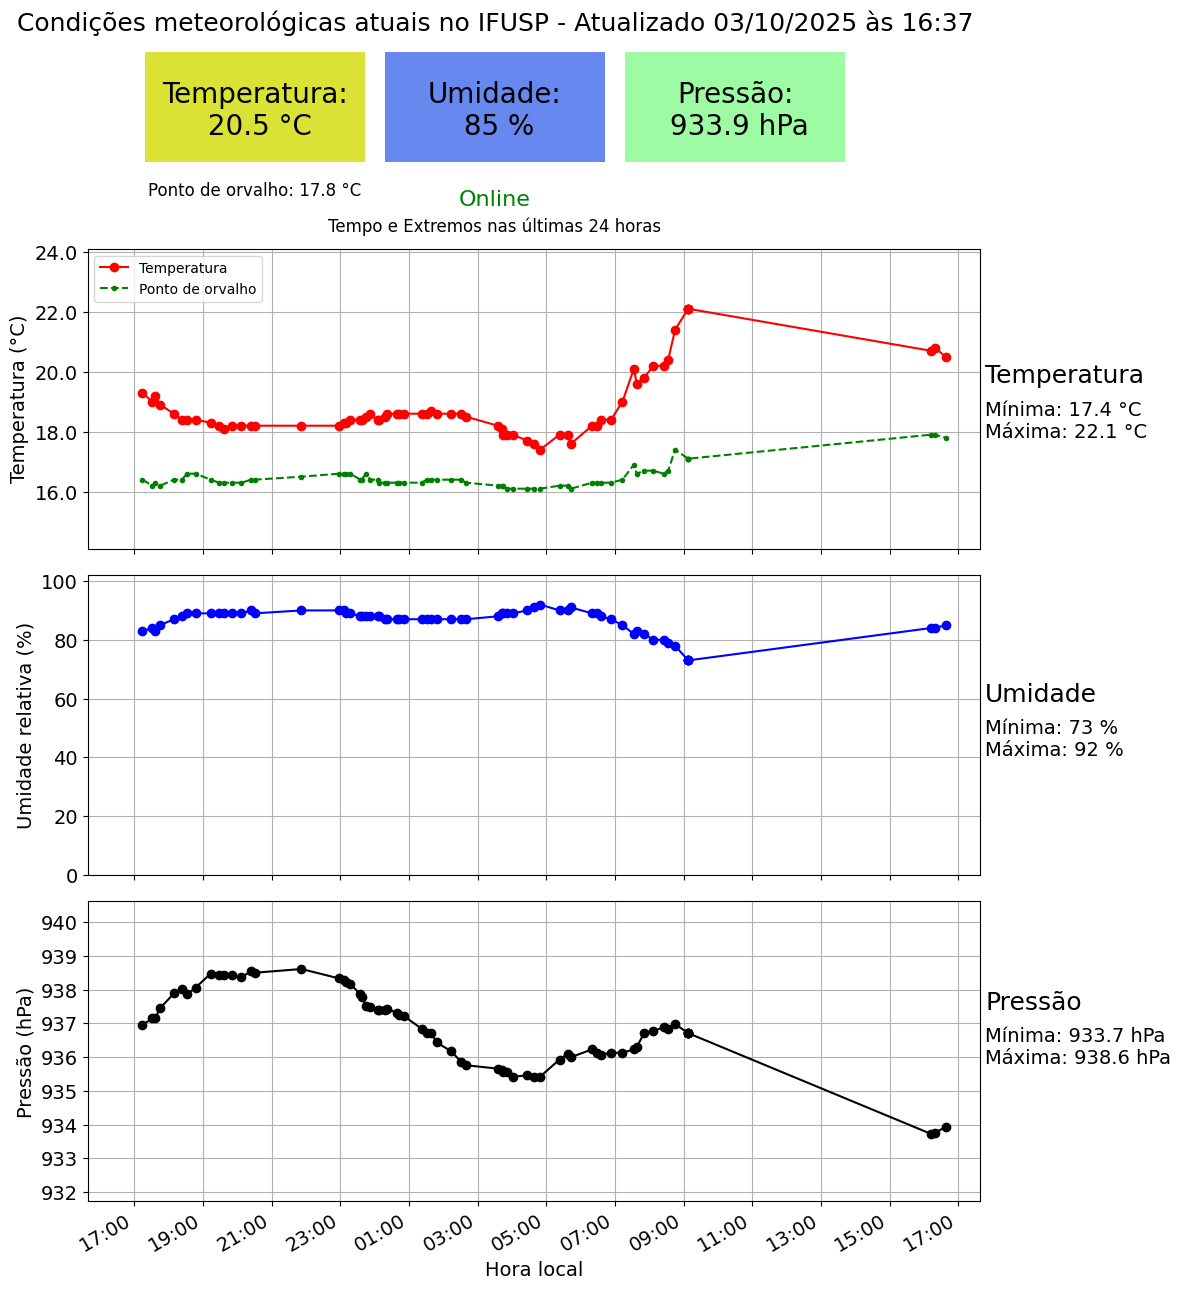 Condições meteorológicas atuais no IFUSP - Atualizado 03/10/2025 às 16:37
Temperatura:
20.5 °C
Umidade:
85 %
Pressão:
933.9 hPa
Ponto de orvalho: 17.8 °C
Online
Tempo e Extremos nas últimas 24 horas
Temperatura (°C)
24.0
22.0
20.0
18.0
16.0
Temperatura
Ponto de orvalho
Temperatura
Mínima: 17.4 °C
Máxima: 22.1 °C
Umidade relativa (%)
100
80
60
40
20
0
Umidade
Mínima: 73 %
Máxima: 92 %
Pressão (hPa)
940
939
938
937
936
935
934
933
932
Pressão
Mínima: 933.7 hPa
Máxima: 938.6 hPa
17:00 19:00 21:00 23:00 01:00 03:00 05:00 07:00 09:00 11:00 13:00 15:00 17:00
Hora local